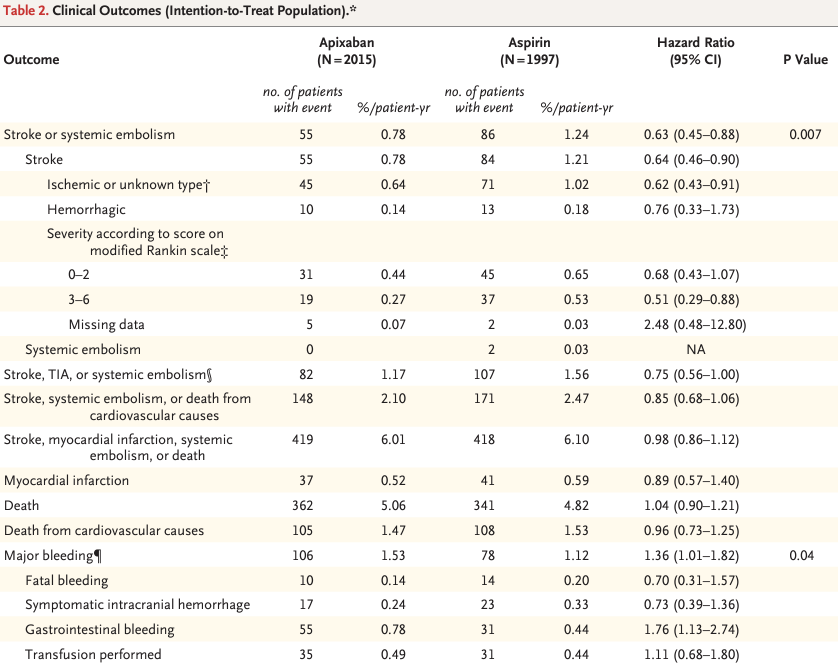 Table 2. Clinical Outcomes (Intention-to-Treat Population).*
Outcome Apixaban (N = 2015) Aspirin (N = 1997) Hazard Ratio (95% CI) P Value
no. of patients with event %/patient-yr no. of patients with event %/patient-yr
Stroke or systemic embolism 55 0.78 86 1.24 0.63 (0.45–0.88) 0.007
Stroke 55 0.78 84 1.21 0.64 (0.46–0.90)
Ischemic or unknown type† 45 0.64 71 1.02 0.62 (0.43–0.91)
Hemorrhagic 10 0.14 13 0.18 0.76 (0.33–1.73)
Severity according to score on
modified Rankin scale‡
0–2 31 0.44 45 0.65 0.68 (0.43–1.07)
3–6 19 0.27 37 0.53 0.51 (0.29–0.88)
Missing data 5 0.07 2 0.03 2.48 (0.48–12.80)
Systemic embolism 0 2 0.03 NA
Stroke, TIA, or systemic embolism§ 82 1.17 107 1.56 0.75 (0.56–1.00)
Stroke, systemic embolism, or death from 148 2.10 171 2.47 0.85 (0.68–1.06)
cardiovascular causes
Stroke, myocardial infarction, systemic 419 6.01 418 6.10 0.98 (0.86–1.12)
embolism, or death
Myocardial infarction 37 0.52 41 0.59 0.89 (0.57–1.40)
Death 362 5.06 341 4.82 1.04 (0.90–1.21)
Death from cardiovascular causes 105 1.47 108 1.53 0.96 (0.73–1.25)
Major bleeding¶ 106 1.53 78 1.12 1.36 (1.01–1.82) 0.04
Fatal bleeding 10 0.14 14 0.20 0.70 (0.31–1.57)
Symptomatic intracranial hemorrhage 17 0.24 23 0.33 0.73 (0.39–1.36)
Gastrointestinal bleeding 55 0.78 31 0.44 1.76 (1.13–2.74)
Transfusion performed 35 0.49 31 0.44 1.11 (0.68–1.80)